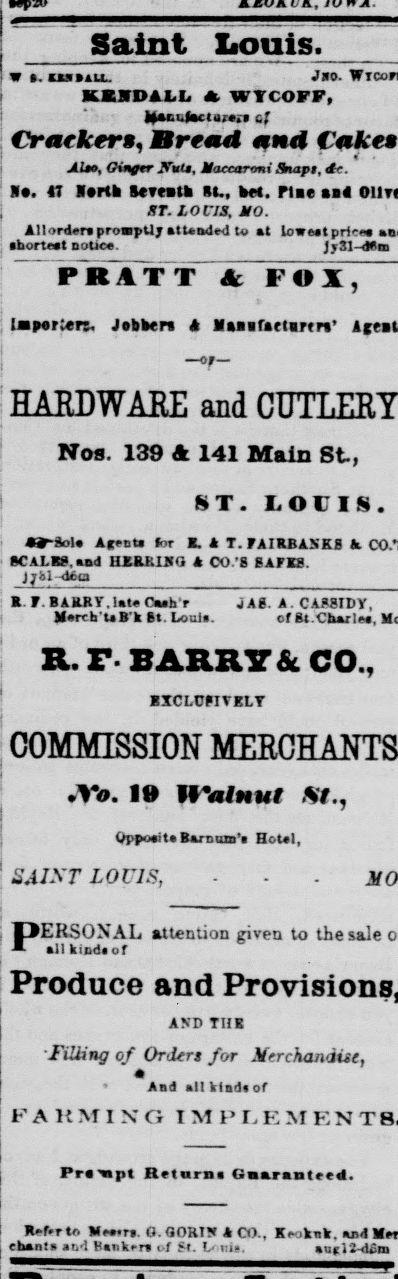 KEOKUK, IOWA.
Saint Louis.
W S. KENDALL. JNO. WYCOF
KENDALL & WYCOFF,
Manufacturers of
Crackers, Bread and Cakes
Also, Ginger Nuts, Maccaroni Snaps, &c.
No. 47 North Seventh St., bet. Pine and Olive
ST. LOUIS, MO.
All orders promptly attended to at lowest prices an
shortest notice. jy31-d6m
PRATT & FOX,
Importers, Jobbers & Manufacturers' Agent
—OF—
HARDWARE and CUTLERY
Nos. 139 & 141 Main St.,
ST. LOUIS.
Sole Agents for E. & T. FAIRBANKS & CO.'
SCALES, and HERRING & CO.'S SAFES.
jy31-d6m
R. F. BARRY, late Cash'r JAS. A. CASSIDY,
Merch'ts B'k St. Louis. of St. Charles, Mo
R. F. BARRY & CO.,
EXCLUSIVELY
COMMISSION MERCHANTS
No. 19 Walnut St.,
Opposite Barnum's Hotel,
SAINT LOUIS, - - - MO
PERSONAL attention given to the sale o
all kinds of
Produce and Provisions,
AND THE
Filling of Orders for Merchandise,
And all kinds of
FARMING IMPLEMENTS.
Prompt Returns Guaranteed.
Refer to Messrs. G. GORIN & CO., Keokuk, and Mer
chants and Bankers of St. Louis. aug12-d6m